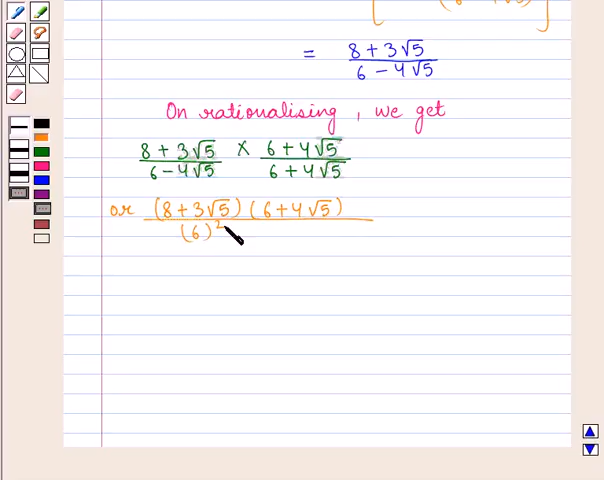 = (8 + 3√5)/(6 − 4√5)
On rationalising, we get
(8 + 3√5)/(6 − 4√5) × (6 + 4√5)/(6 + 4√5)
or (8 + 3√5)(6 + 4√5)/(6)²